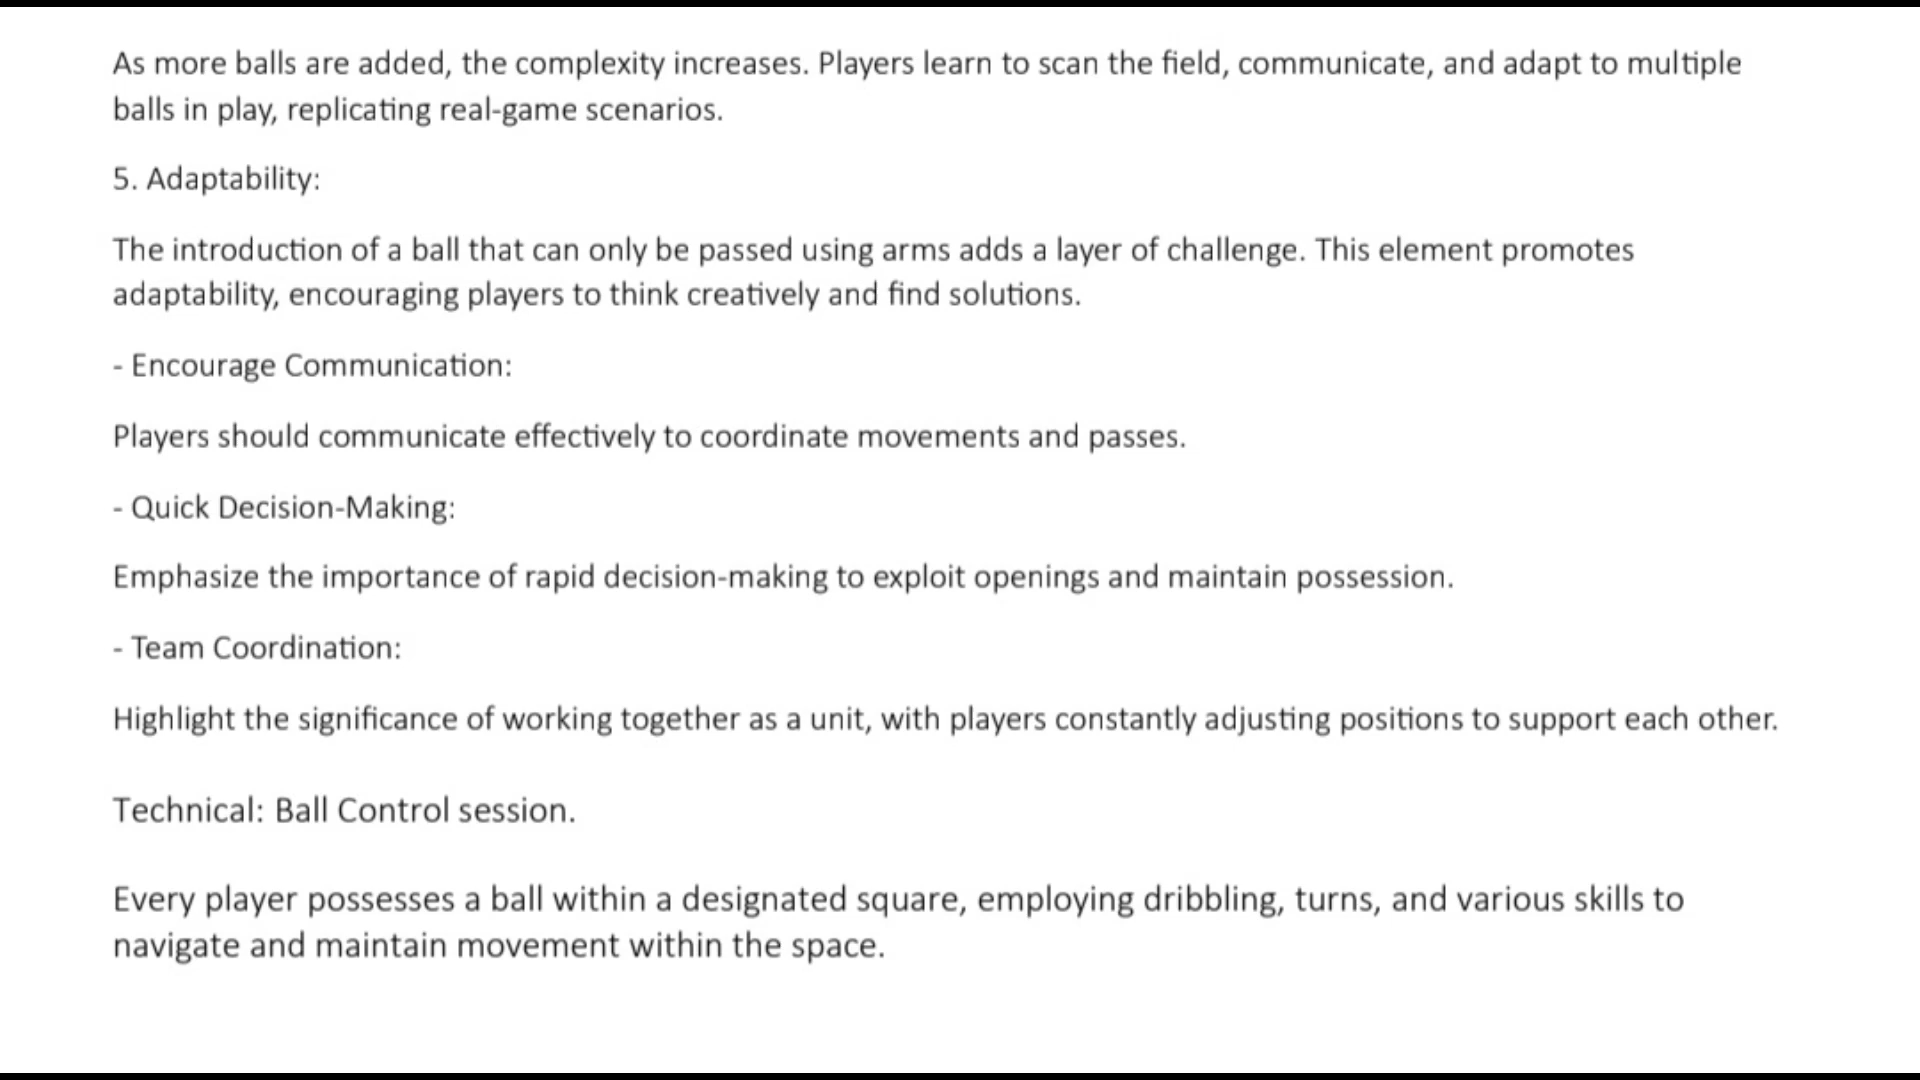 As more balls are added, the complexity increases. Players learn to scan the field, communicate, and adapt to multiple
balls in play, replicating real-game scenarios.
5. Adaptability:
The introduction of a ball that can only be passed using arms adds a layer of challenge. This element promotes
adaptability, encouraging players to think creatively and find solutions.
- Encourage Communication:
Players should communicate effectively to coordinate movements and passes.
- Quick Decision-Making:
Emphasize the importance of rapid decision-making to exploit openings and maintain possession.
- Team Coordination:
Highlight the significance of working together as a unit, with players constantly adjusting positions to support each other.
Technical: Ball Control session.
Every player possesses a ball within a designated square, employing dribbling, turns, and various skills to
navigate and maintain movement within the space.